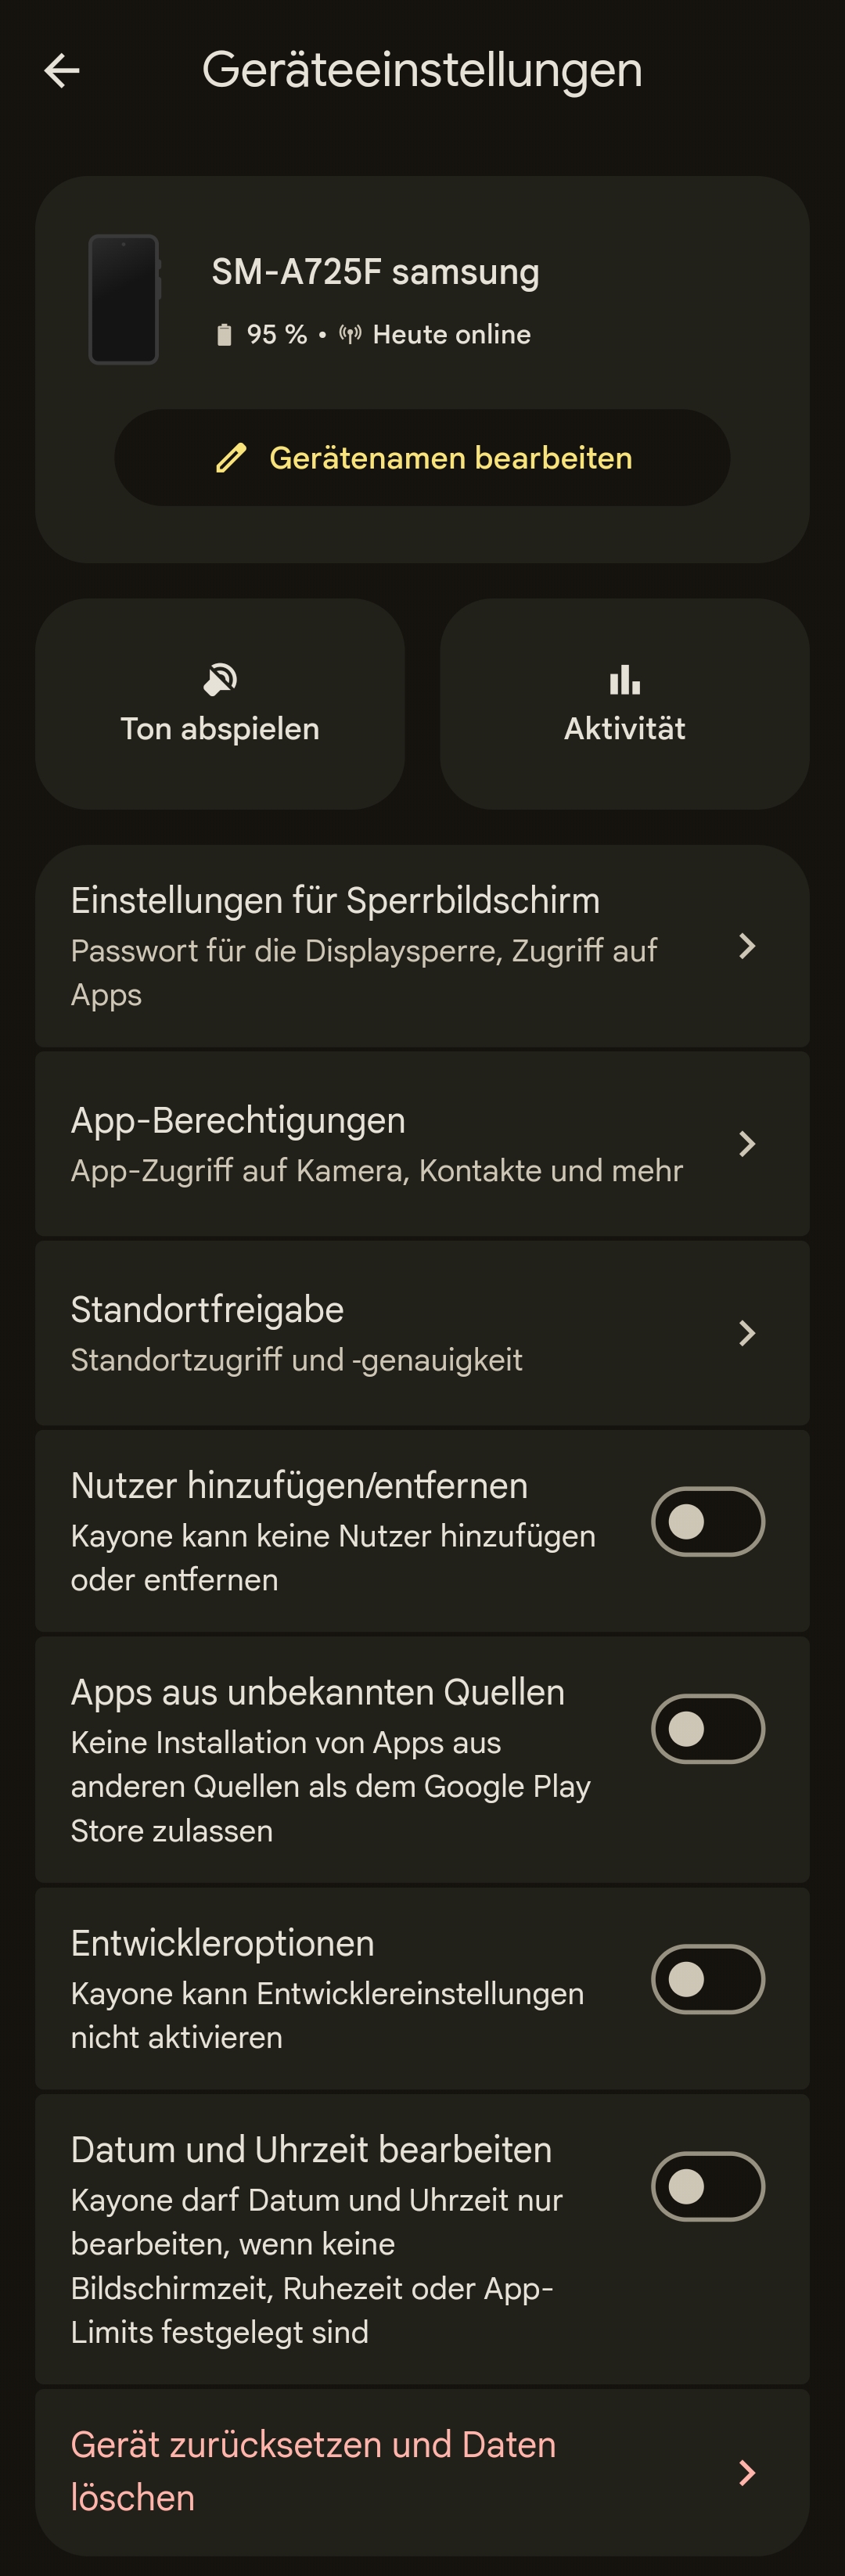 Geräteeinstellungen
SM-A725F samsung
95 % • Heute online
Gerätenamen bearbeiten
Ton abspielen
Aktivität
Einstellungen für Sperrbildschirm
Passwort für die Displaysperre, Zugriff auf
Apps
App-Berechtigungen
App-Zugriff auf Kamera, Kontakte und mehr
Standortfreigabe
Standortzugriff und -genauigkeit
Nutzer hinzufügen/entfernen
Kayone kann keine Nutzer hinzufügen
oder entfernen
Apps aus unbekannten Quellen
Keine Installation von Apps aus
anderen Quellen als dem Google Play
Store zulassen
Entwickleroptionen
Kayone kann Entwicklereinstellungen
nicht aktivieren
Datum und Uhrzeit bearbeiten
Kayone darf Datum und Uhrzeit nur
bearbeiten, wenn keine
Bildschirmzeit, Ruhezeit oder App-
Limits festgelegt sind
Gerät zurücksetzen und Daten
löschen